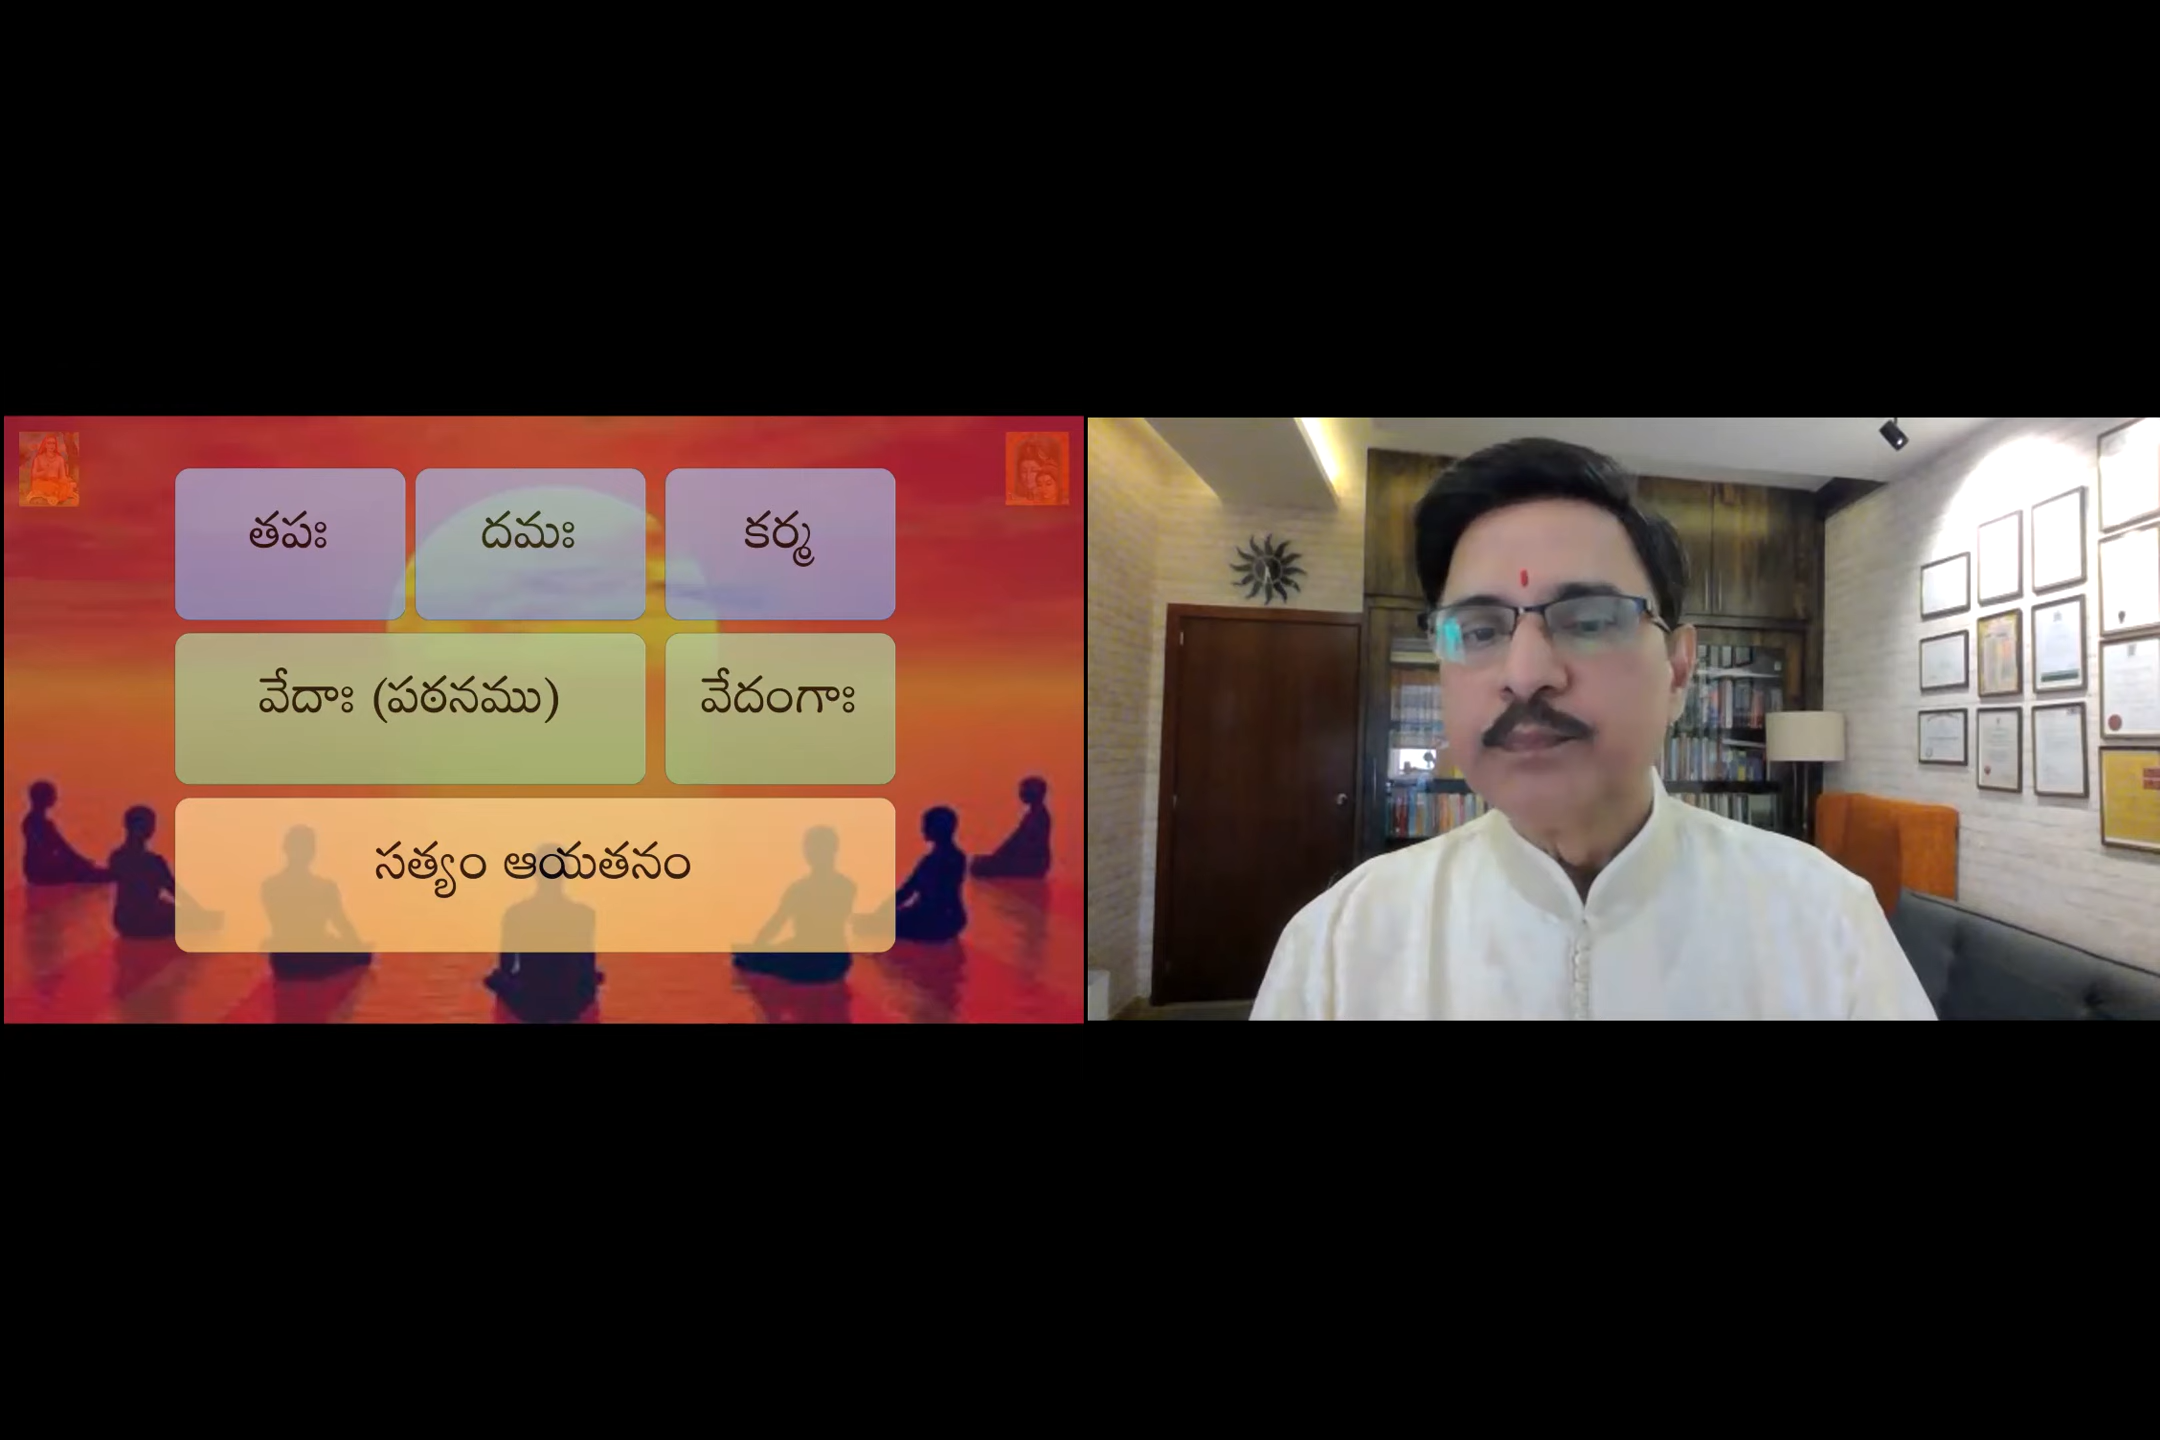 తపః
దమః
కర్మ
వేదాః (పఠనము)
వేదంగాః
సత్యం ఆయతనం